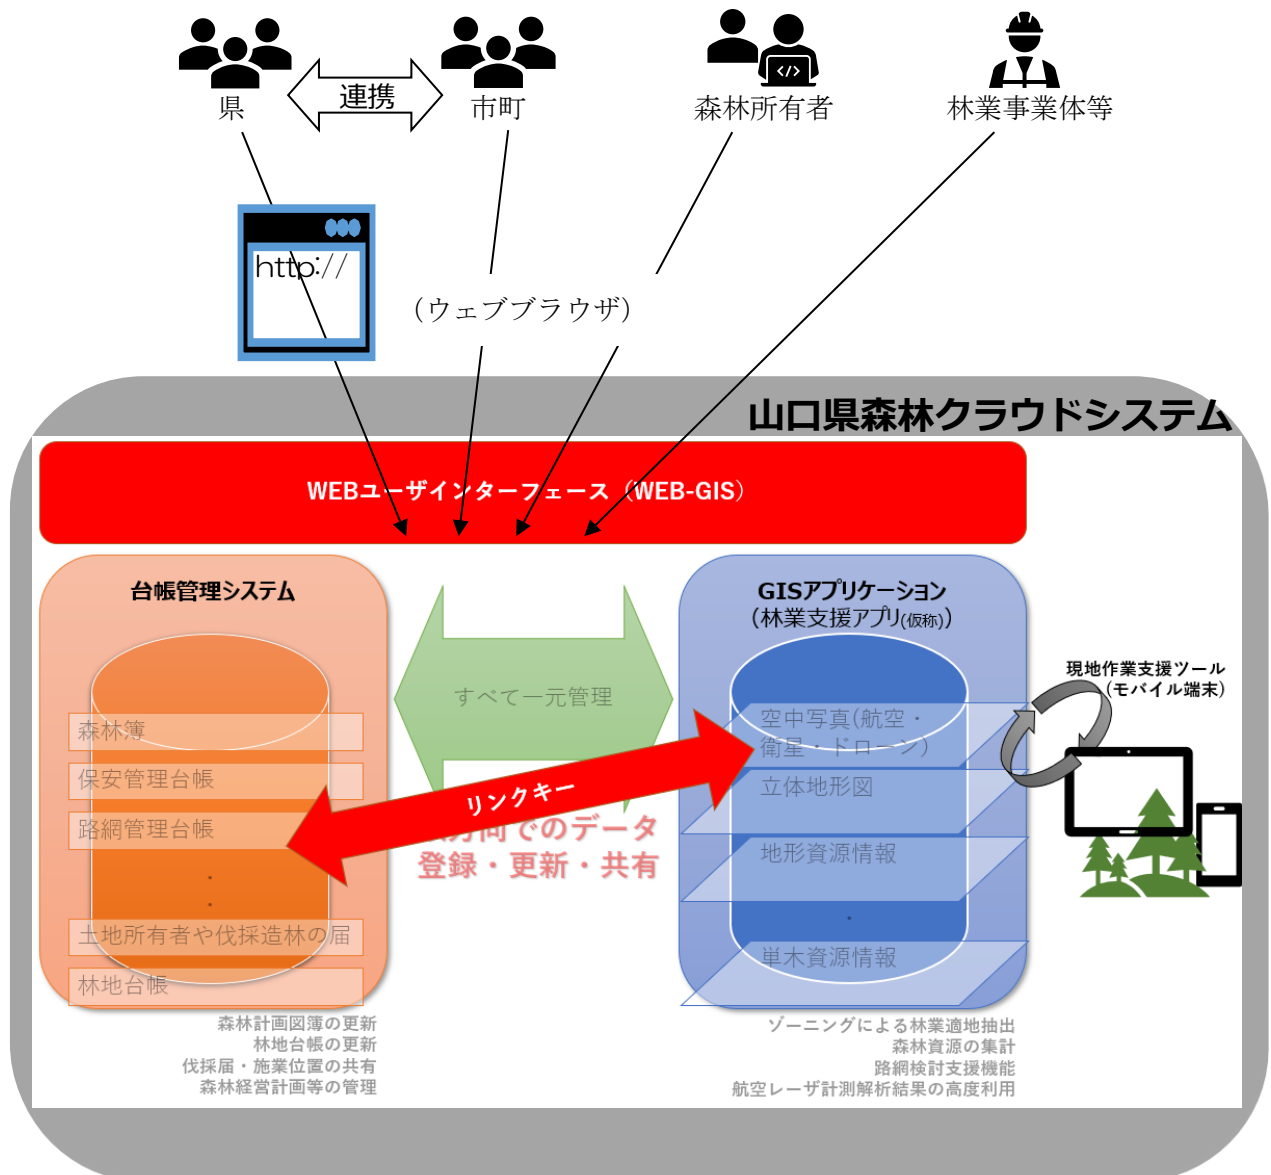 県
連携
市町
森林所有者
林業事業体等
http://
（ウェブブラウザ）
山口県森林クラウドシステム
WEBユーザインターフェース（WEB-GIS）
台帳管理システム
森林簿
保安管理台帳
路網管理台帳
・
・
土地所有者や伐採造林の届
林地台帳
森林計画図簿の更新
林地台帳の更新
伐採届・施業位置の共有
森林経営計画等の管理
すべて一元管理
リンクキー
方向でのデータ
登録・更新・共有
GISアプリケーション
（林業支援アプリ(仮称)）
空中写真(航空・
衛星・ドローン）
立体地形図
地形資源情報
・
単木資源情報
ゾーニングによる林業適地抽出
森林資源の集計
路網検討支援機能
航空レーザ計測解析結果の高度利用
現地作業支援ツール
（モバイル端末）